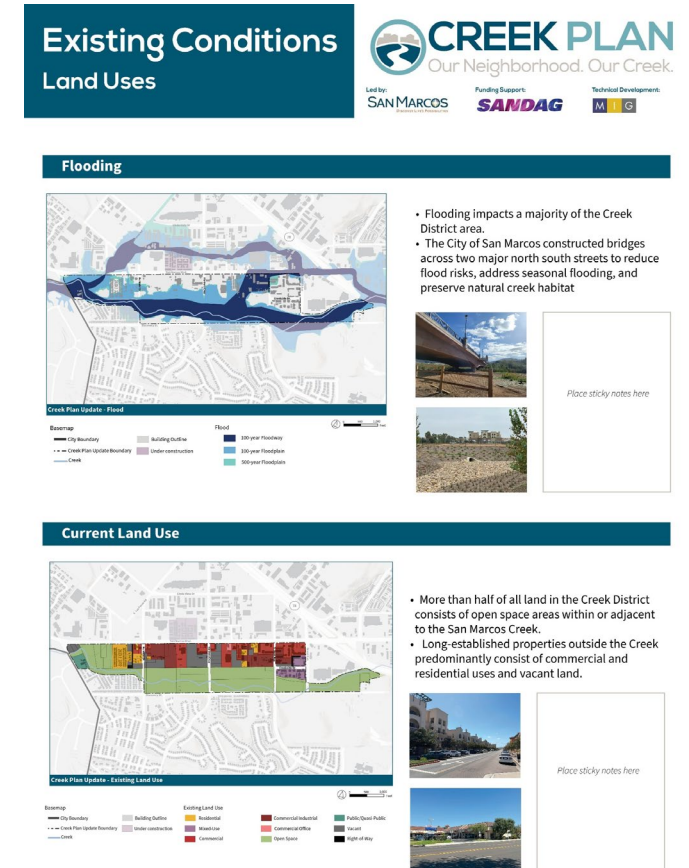 Existing Conditions
Land Uses
CREEK PLAN
Our Neighborhood. Our Creek.
Led by:
Funding Support:
Technical Development:
SAN MARCOS
SANDAG
M I G
Flooding
• Flooding impacts a majority of the Creek
District area.
• The City of San Marcos constructed bridges
across two major north south streets to reduce
flood risks, address seasonal flooding, and
preserve natural creek habitat
Place sticky notes here
Creek Plan Update - Flood
Basemap
City Boundary
Creek Plan Update Boundary
Creek
Building Outline
Under construction
Flood
100-year Floodway
100-year Floodplain
500-year Floodplain
Current Land Use
• More than half of all land in the Creek District
consists of open space areas within or adjacent
to the San Marcos Creek.
• Long-established properties outside the Creek
predominantly consist of commercial and
residential uses and vacant land.
Place sticky notes here
Creek Plan Update - Existing Land Use
Basemap
City Boundary
Creek Plan Update Boundary
Creek
Building Outline
Under construction
Existing Land Use
Residential
Mixed-Use
Commercial
Commercial Industrial
Commercial Office
Open Space
Public/Quasi-Public
Vacant
Right-of-Way